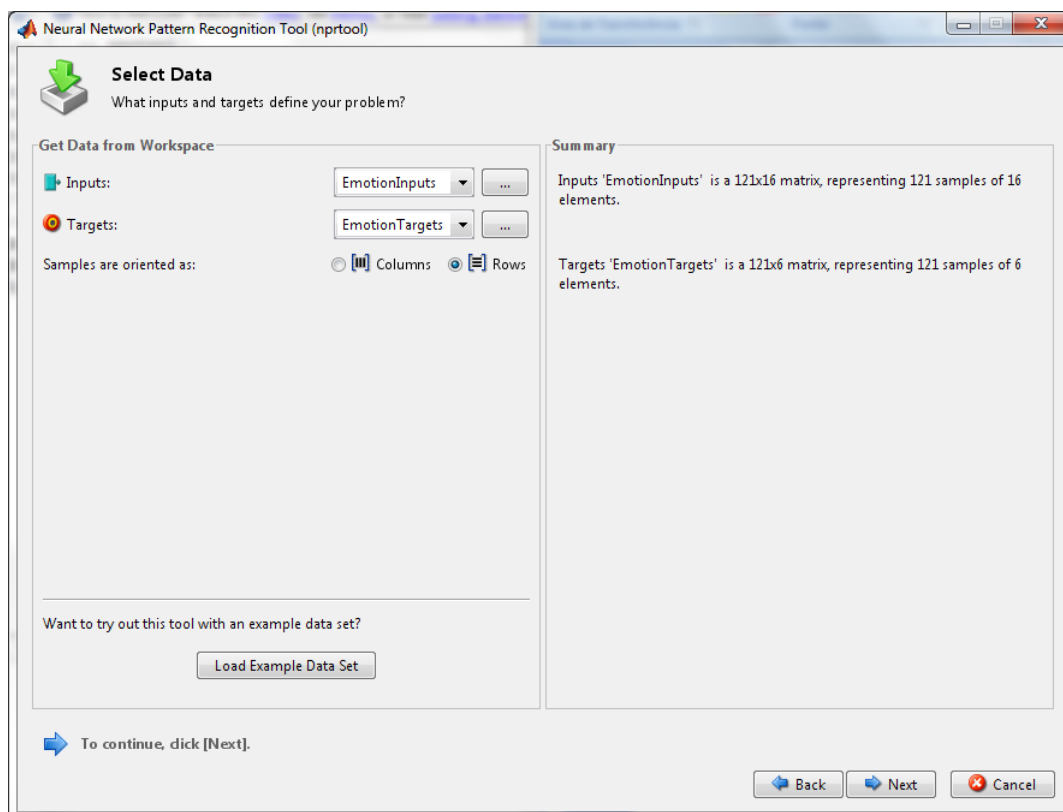 Neural Network Pattern Recognition Tool (nprtool)
Select Data
What inputs and targets define your problem?
Get Data from Workspace
Inputs:
EmotionInputs
...
Targets:
EmotionTargets
...
Samples are oriented as:
Columns
Rows
Want to try out this tool with an example data set?
Load Example Data Set
Summary
Inputs 'EmotionInputs' is a 121x16 matrix, representing 121 samples of 16
elements.
Targets 'EmotionTargets' is a 121x6 matrix, representing 121 samples of 6
elements.
To continue, click [Next].
Back
Next
Cancel